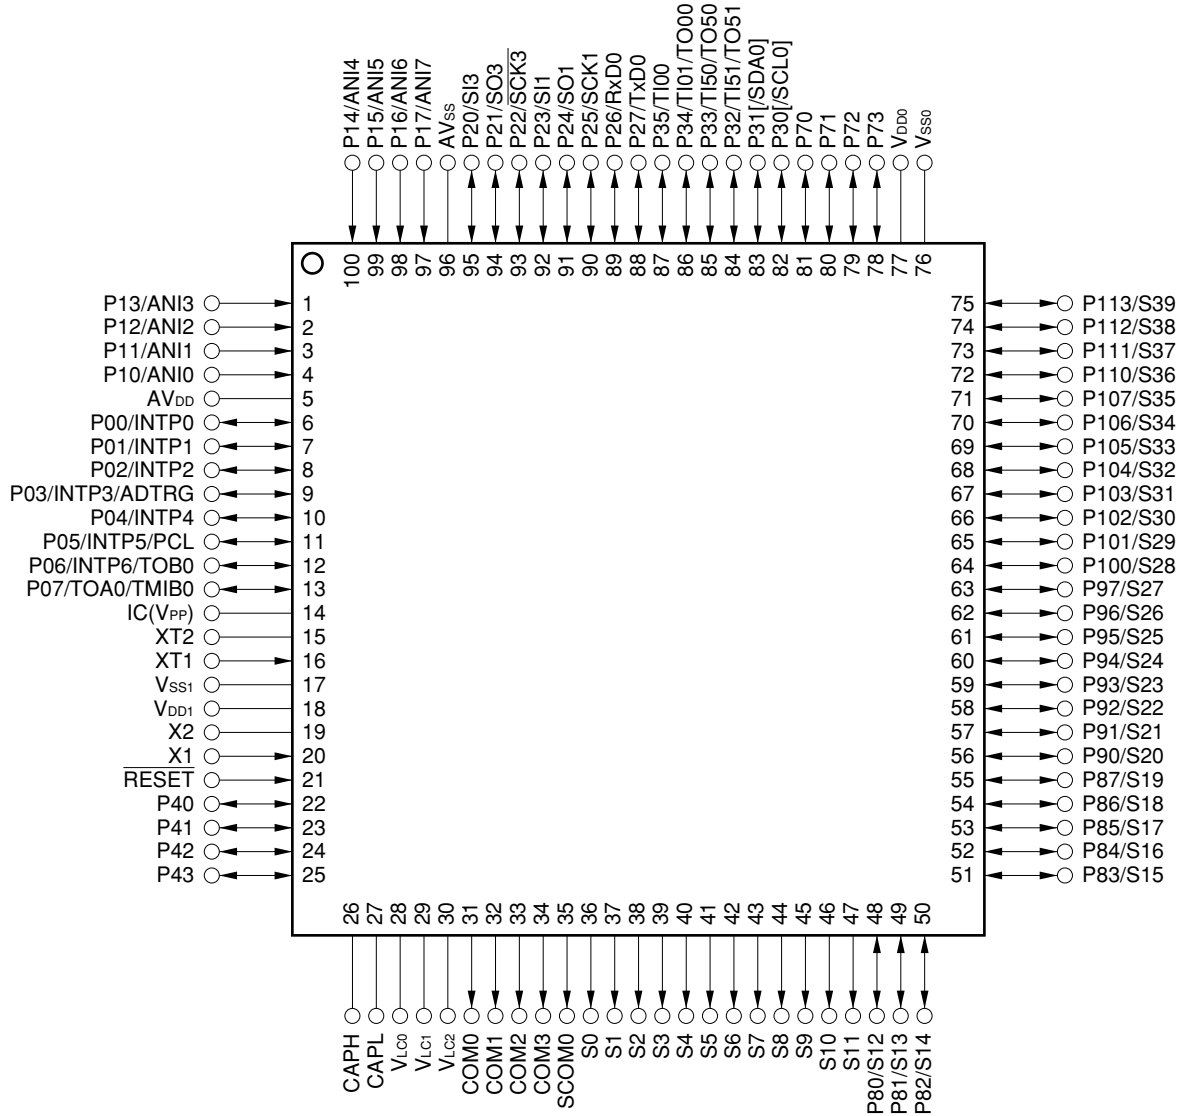 P14/ANI4
P15/ANI5
P16/ANI6
P17/ANI7
AVSS
P20/SI3
P21/SO3
P22/SCK3
P23/SI1
P24/SO1
P25/SCK1
P26/RxD0
P27/TxD0
P35/TI00
P34/TI01/TO00
P33/TI50/TO50
P32/TI51/TO51
P31[/SDA0]
P30[/SCL0]
P70
P71
P72
P73
VDD0
VSS0
100
99
98
97
96
95
94
93
92
91
90
89
88
87
86
85
84
83
82
81
80
79
78
77
76
P13/ANI3 1
P12/ANI2 2
P11/ANI1 3
P10/ANI0 4
AVDD 5
P00/INTP0 6
P01/INTP1 7
P02/INTP2 8
P03/INTP3/ADTRG 9
P04/INTP4 10
P05/INTP5/PCL 11
P06/INTP6/TOB0 12
P07/TOA0/TMIB0 13
IC(VPP) 14
XT2 15
XT1 16
VSS1 17
VDD1 18
X2 19
X1 20
RESET 21
P40 22
P41 23
P42 24
P43 25
75 P113/S39
74 P112/S38
73 P111/S37
72 P110/S36
71 P107/S35
70 P106/S34
69 P105/S33
68 P104/S32
67 P103/S31
66 P102/S30
65 P101/S29
64 P100/S28
63 P97/S27
62 P96/S26
61 P95/S25
60 P94/S24
59 P93/S23
58 P92/S22
57 P91/S21
56 P90/S20
55 P87/S19
54 P86/S18
53 P85/S17
52 P84/S16
51 P83/S15
26
27
28
29
30
31
32
33
34
35
36
37
38
39
40
41
42
43
44
45
46
47
48
49
50
CAPH
CAPL
VLC0
VLC1
VLC2
COM0
COM1
COM2
COM3
SCOM0
S0
S1
S2
S3
S4
S5
S6
S7
S8
S9
S10
S11
P80/S12
P81/S13
P82/S14